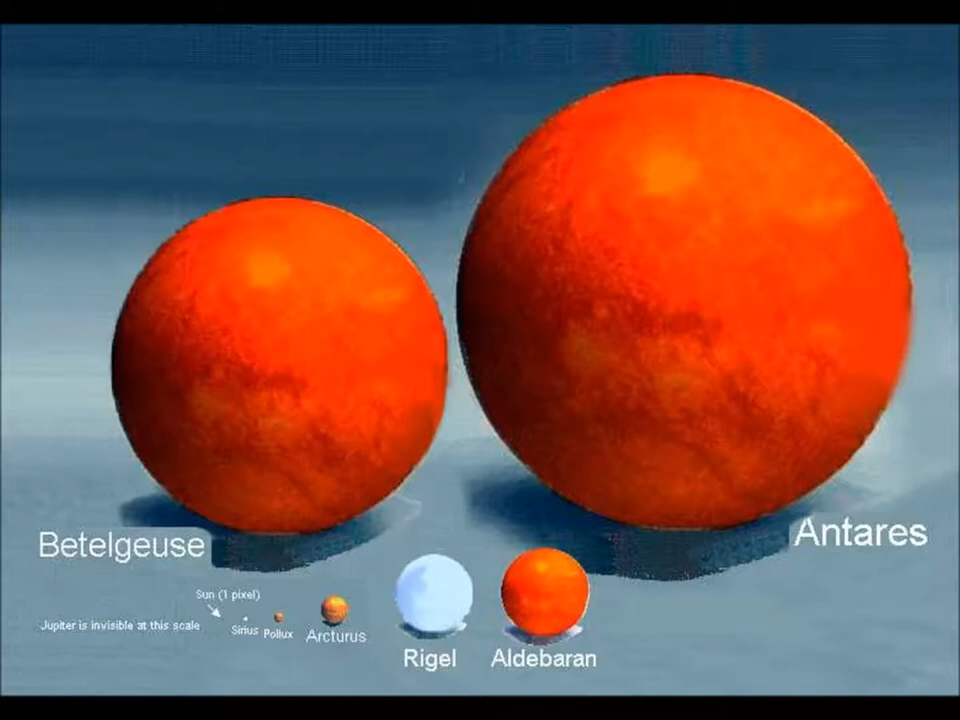 Betelgeuse
Antares
Sun (1 pixel)
Jupiter is invisible at this scale
Sirius
Pollux
Arcturus
Rigel
Aldebaran